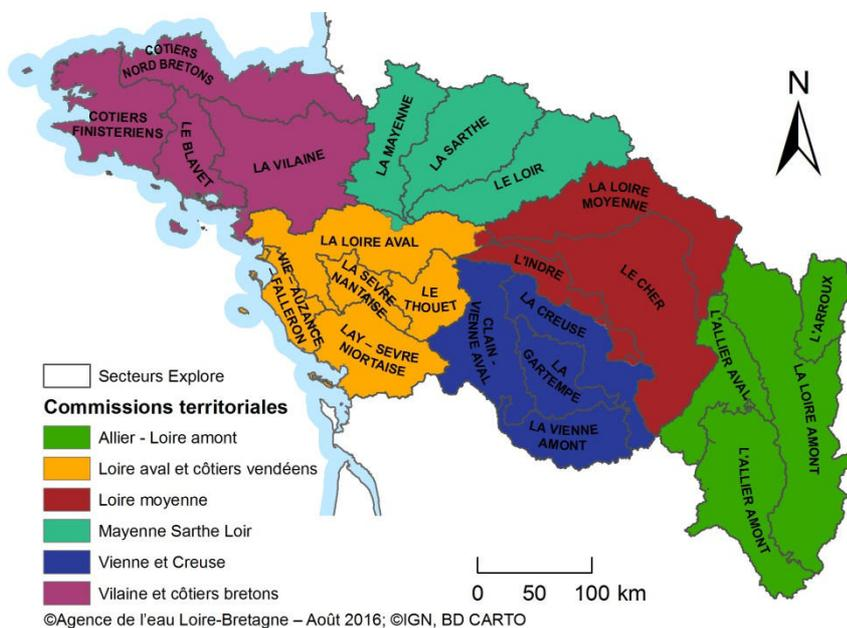 CÔTIERS
NORD BRETONS
COTIERS
FINISTERIENS
LE BLAVET
LA VILAINE
LA MAYENNE
LA SARTHE
LE LOIR
N
LA LOIRE
MOYENNE
LA LOIRE AVAL
L'INDRE
LE CHER
VIE – AUZANCE
– FALLERON
LA SEVRE
NANTAISE
LE
THOUET
LAY – SEVRE
NIORTAISE
CLAIN -
VIENNE AVAL
LA CREUSE
LA
GARTEMPE
LA VIENNE
AMONT
L'ALLIER AVAL
L'ARROUX
LA LOIRE AMONT
L'ALLIER AMONT
Secteurs Explore
Commissions territoriales
Allier - Loire amont
Loire aval et côtiers vendéens
Loire moyenne
Mayenne Sarthe Loir
Vienne et Creuse
Vilaine et côtiers bretons
0 50 100 km
©Agence de l'eau Loire-Bretagne – Août 2016; ©IGN, BD CARTO